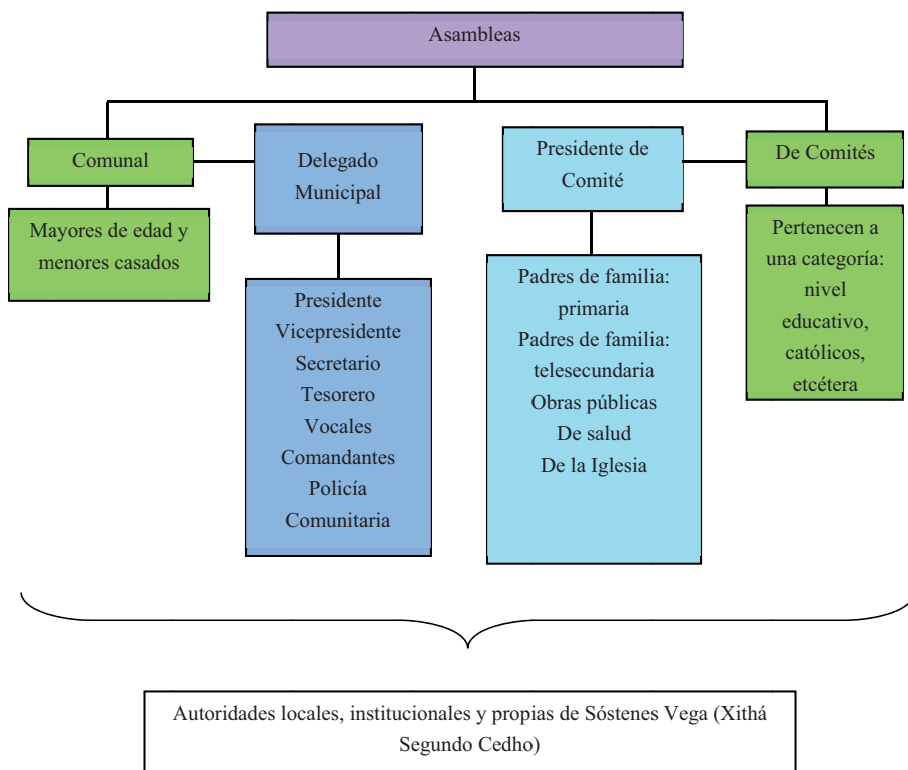 Asambleas
Comunal
Delegado
Municipal
Presidente de
Comité
De Comités
Mayores de edad y
menores casados
Presidente
Vicepresidente
Secretario
Tesorero
Vocales
Comandantes
Policía
Comunitaria
Padres de familia:
primaria
Padres de familia:
telesecundaria
Obras públicas
De salud
De la Iglesia
Pertenecen a
una categoría:
nivel
educativo,
católicos,
etcétera
Autoridades locales, institucionales y propias de Sóstenes Vega (Xithá
Segundo Cedho)